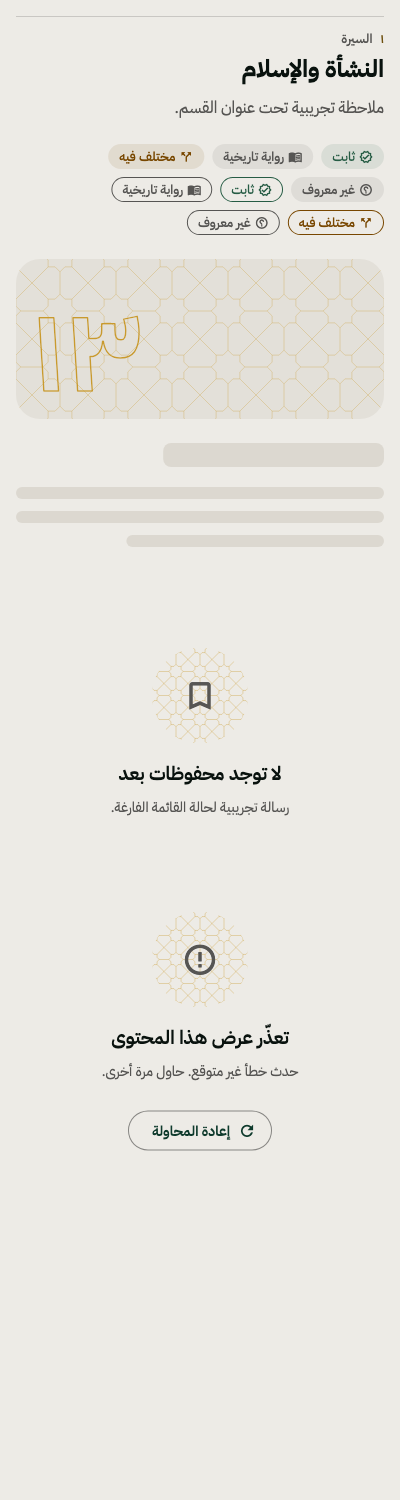 ١ السيرة
النشأة والإسلام
ملاحظة تجريبية تحت عنوان القسم.
ثابت رواية تاريخية مختلف فيه
غير معروف ثابت رواية تاريخية
مختلف فيه غير معروف
١٣
لا توجد محفوظات بعد
رسالة تجريبية لحالة القائمة الفارغة.
تعذّر عرض هذا المحتوى
حدث خطأ غير متوقع. حاول مرة أخرى.
إعادة المحاولة